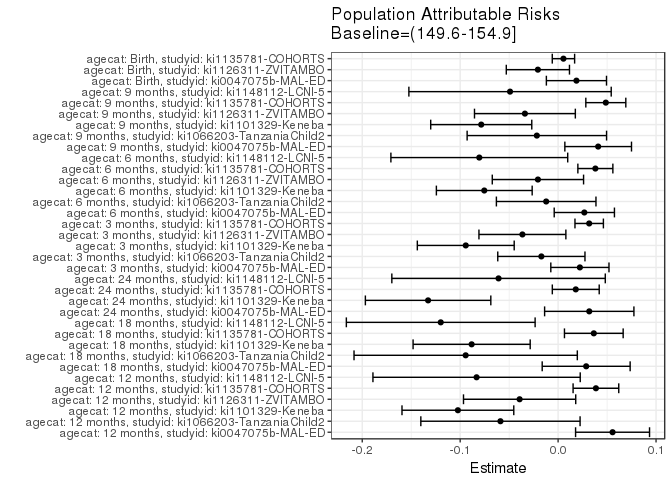 Population Attributable Risks
Baseline=(149.6-154.9]
agecat: Birth, studyid: ki1135781-COHORTS
agecat: Birth, studyid: ki1126311-ZVITAMBO
agecat: Birth, studyid: ki0047075b-MAL-ED
agecat: 9 months, studyid: ki1148112-LCNI-5
agecat: 9 months, studyid: ki1135781-COHORTS
agecat: 9 months, studyid: ki1126311-ZVITAMBO
agecat: 9 months, studyid: ki1101329-Keneba
agecat: 9 months, studyid: ki1066203-TanzaniaChild2
agecat: 9 months, studyid: ki0047075b-MAL-ED
agecat: 6 months, studyid: ki1148112-LCNI-5
agecat: 6 months, studyid: ki1135781-COHORTS
agecat: 6 months, studyid: ki1126311-ZVITAMBO
agecat: 6 months, studyid: ki1101329-Keneba
agecat: 6 months, studyid: ki1066203-TanzaniaChild2
agecat: 6 months, studyid: ki0047075b-MAL-ED
agecat: 3 months, studyid: ki1135781-COHORTS
agecat: 3 months, studyid: ki1126311-ZVITAMBO
agecat: 3 months, studyid: ki1101329-Keneba
agecat: 3 months, studyid: ki1066203-TanzaniaChild2
agecat: 3 months, studyid: ki0047075b-MAL-ED
agecat: 24 months, studyid: ki1148112-LCNI-5
agecat: 24 months, studyid: ki1135781-COHORTS
agecat: 24 months, studyid: ki1101329-Keneba
agecat: 24 months, studyid: ki0047075b-MAL-ED
agecat: 18 months, studyid: ki1148112-LCNI-5
agecat: 18 months, studyid: ki1135781-COHORTS
agecat: 18 months, studyid: ki1101329-Keneba
agecat: 18 months, studyid: ki1066203-TanzaniaChild2
agecat: 18 months, studyid: ki0047075b-MAL-ED
agecat: 12 months, studyid: ki1148112-LCNI-5
agecat: 12 months, studyid: ki1135781-COHORTS
agecat: 12 months, studyid: ki1126311-ZVITAMBO
agecat: 12 months, studyid: ki1101329-Keneba
agecat: 12 months, studyid: ki1066203-TanzaniaChild2
agecat: 12 months, studyid: ki0047075b-MAL-ED
-0.2 -0.1 0.0 0.1
Estimate